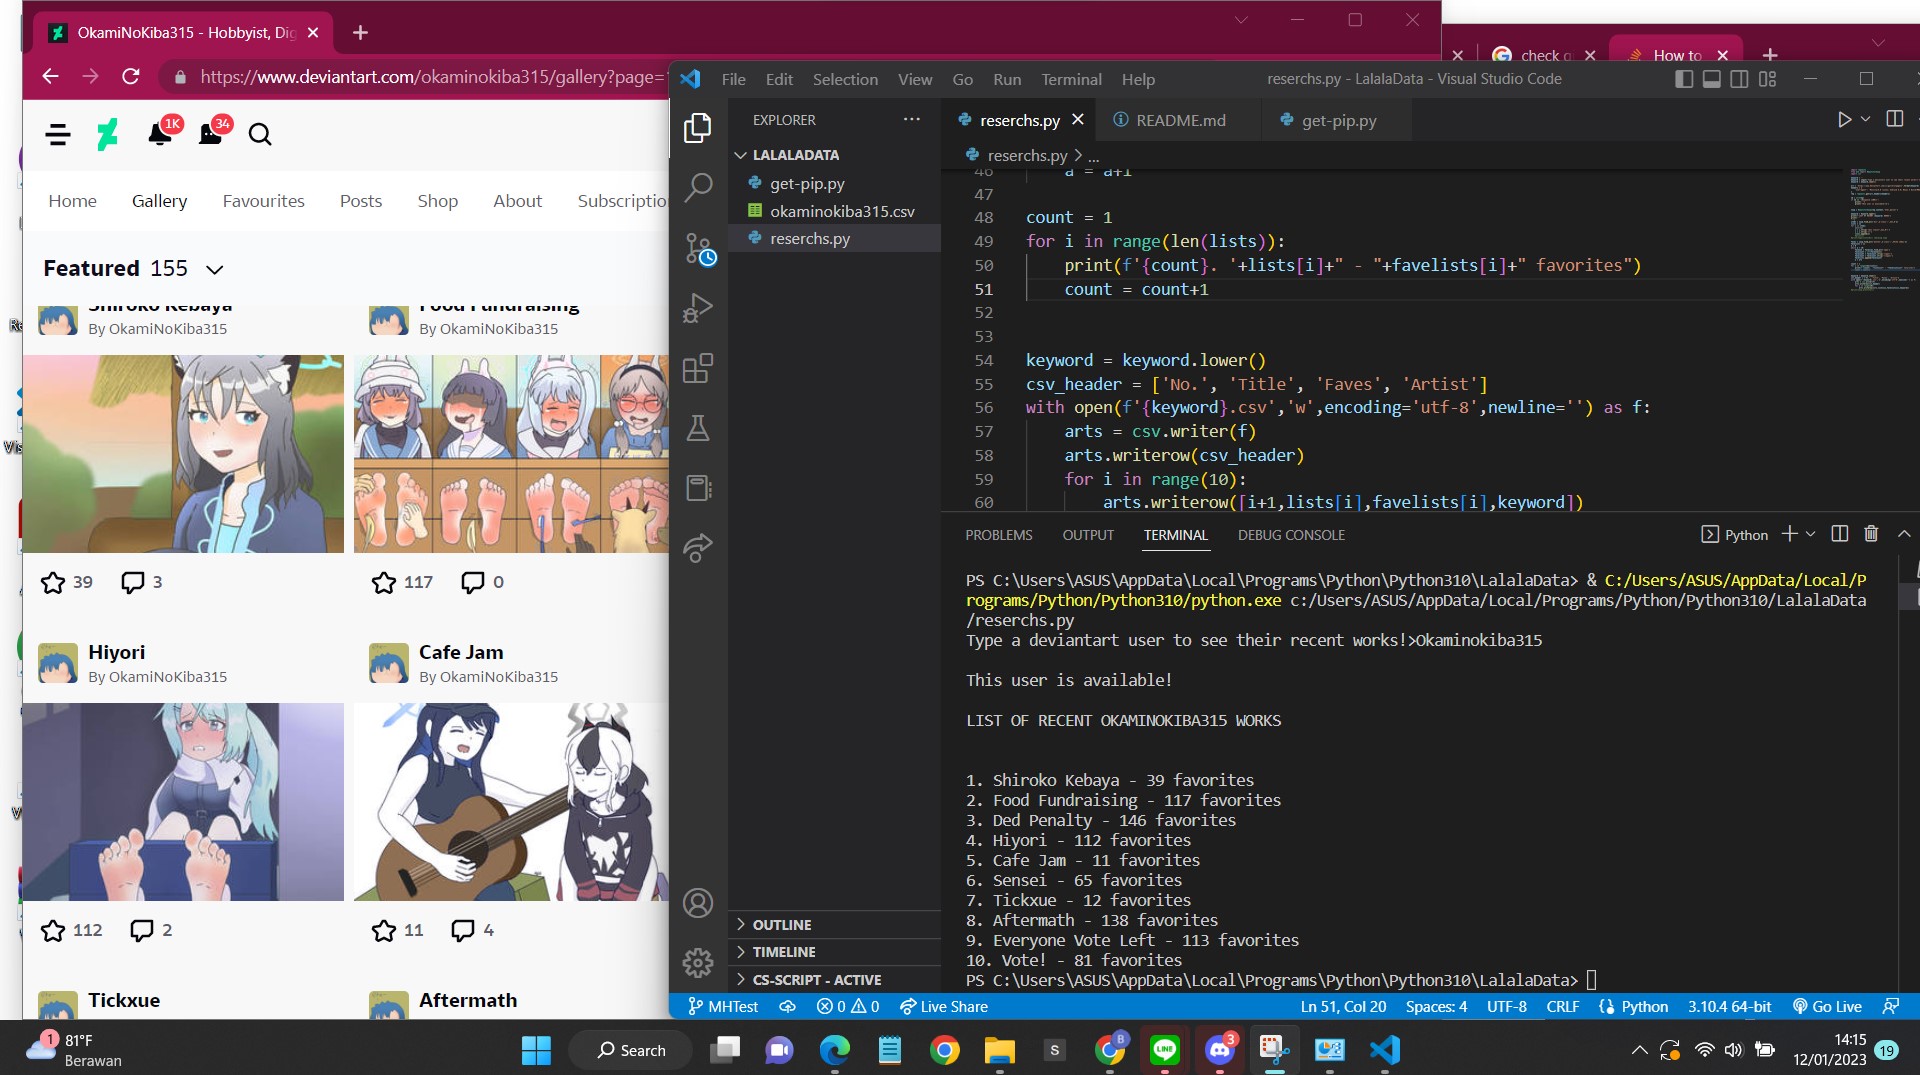 OkamiNoKiba315 - Hobbyist, Dig
https://www.deviantart.com/okaminokiba315/gallery?page=
1K
34
Home Gallery Favourites Posts Shop About Subscriptio
Featured 155
Shiroko Kebaya
By OkamiNoKiba315
Food Fundraising
By OkamiNoKiba315
39 3
117 0
Hiyori
By OkamiNoKiba315
Cafe Jam
By OkamiNoKiba315
112 2
11 4
Tickxue
Aftermath
check g
How to
File Edit Selection View Go Run Terminal Help
reserchs.py - LalalaData - Visual Studio Code
EXPLORER
LALALADATA
get-pip.py
okaminokiba315.csv
reserchs.py
OUTLINE
TIMELINE
CS-SCRIPT - ACTIVE
reserchs.py README.md get-pip.py
reserchs.py > ...
46 a = a+1
47
48 count = 1
49 for i in range(len(lists)):
50 print(f'{count}. '+lists[i]+" - "+favelists[i]+" favorites")
51 count = count+1
52
53
54 keyword = keyword.lower()
55 csv_header = ['No.', 'Title', 'Faves', 'Artist']
56 with open(f'{keyword}.csv','w',encoding='utf-8',newline='') as f:
57 arts = csv.writer(f)
58 arts.writerow(csv_header)
59 for i in range(10):
60 arts.writerow([i+1,lists[i],favelists[i],keyword])
PROBLEMS OUTPUT TERMINAL DEBUG CONSOLE
Python
PS C:\Users\ASUS\AppData\Local\Programs\Python\Python310\LalalaData> & C:/Users/ASUS/AppData/Local/P
rograms/Python/Python310/python.exe c:/Users/ASUS/AppData/Local/Programs/Python/Python310/LalalaData
/reserchs.py
Type a deviantart user to see their recent works!>Okaminokiba315
This user is available!
LIST OF RECENT OKAMINOKIBA315 WORKS
1. Shiroko Kebaya - 39 favorites
2. Food Fundraising - 117 favorites
3. Ded Penalty - 146 favorites
4. Hiyori - 112 favorites
5. Cafe Jam - 11 favorites
6. Sensei - 65 favorites
7. Tickxue - 12 favorites
8. Aftermath - 138 favorites
9. Everyone Vote Left - 113 favorites
10. Vote! - 81 favorites
PS C:\Users\ASUS\AppData\Local\Programs\Python\Python310\LalalaData>
MHTest 0 0 Live Share
Ln 51, Col 20 Spaces: 4 UTF-8 CRLF Python 3.10.4 64-bit Go Live
1
81°F
Berawan
Search
S
B
LINE
3
14:15
12/01/2023
19